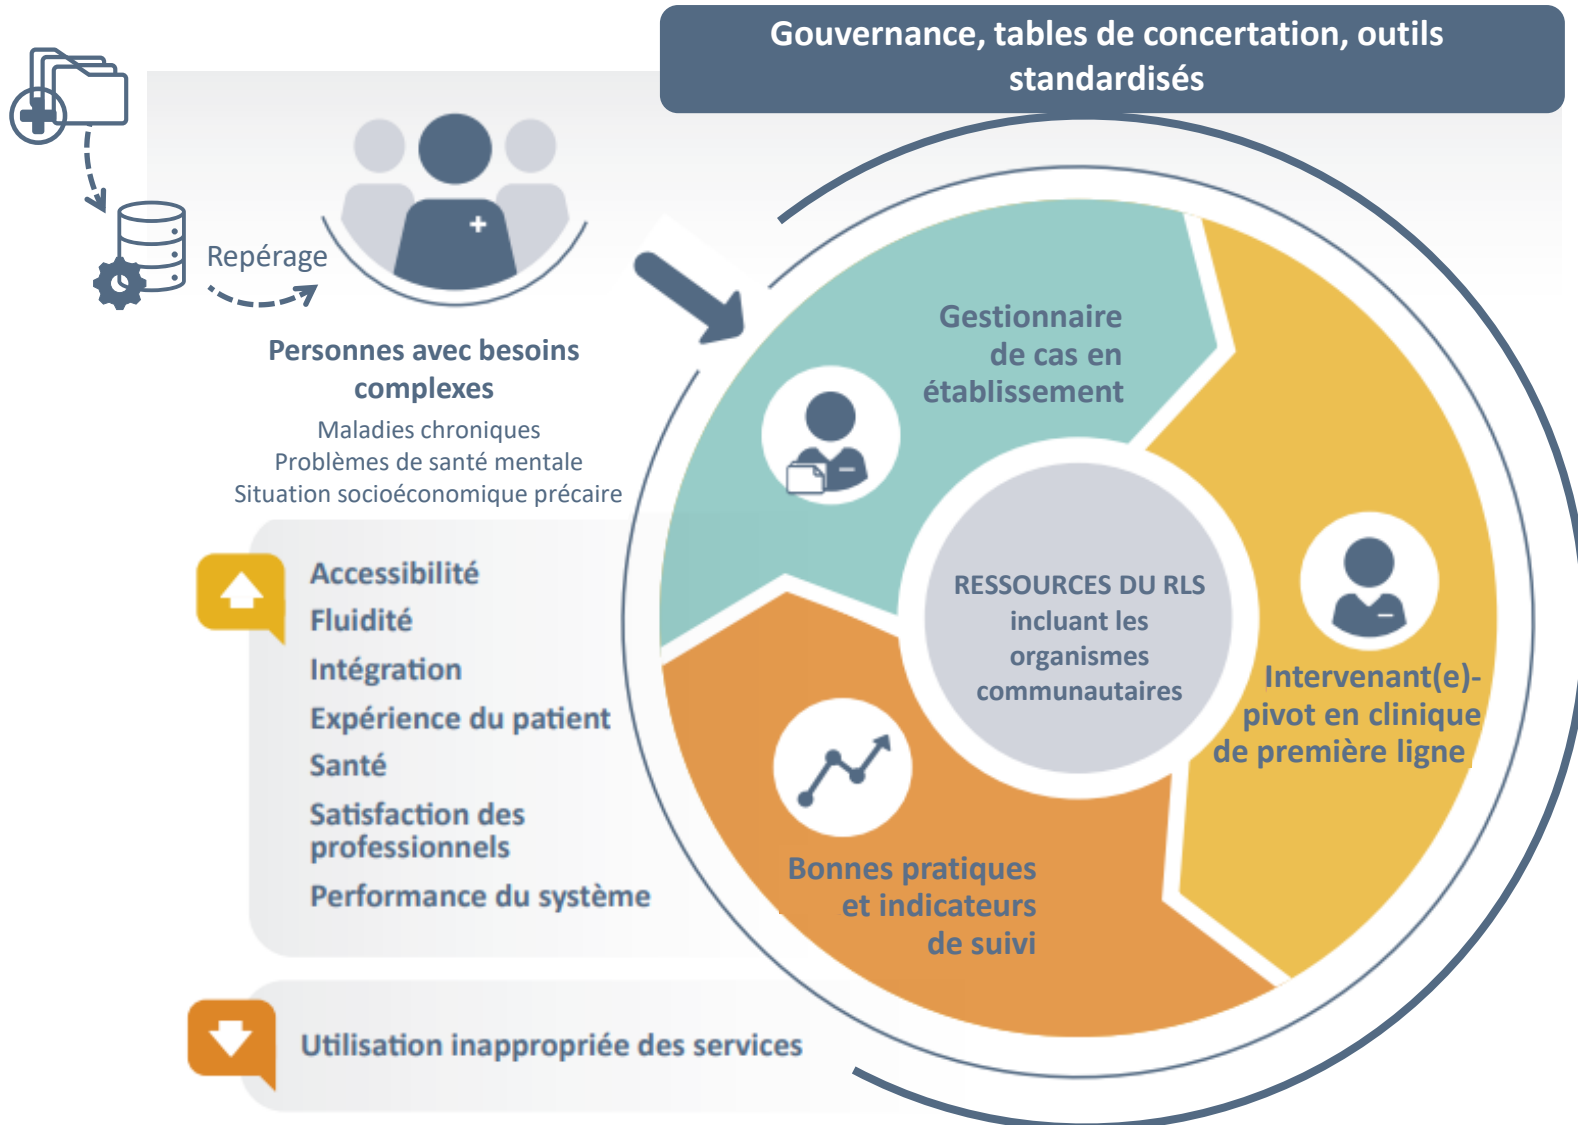 Gouvernance, tables de concertation, outils
standardisés
Repérage
Personnes avec besoins
complexes
Maladies chroniques
Problèmes de santé mentale
Situation socioéconomique précaire
Accessibilité
Fluidité
Intégration
Expérience du patient
Santé
Satisfaction des
professionnels
Performance du système
Utilisation inappropriée des services
Gestionnaire
de cas en
établissement
RESSOURCES DU RLS
incluant les
organismes
communautaires
Intervenant(e)-
pivot en clinique
de première ligne
Bonnes pratiques
et indicateurs
de suivi